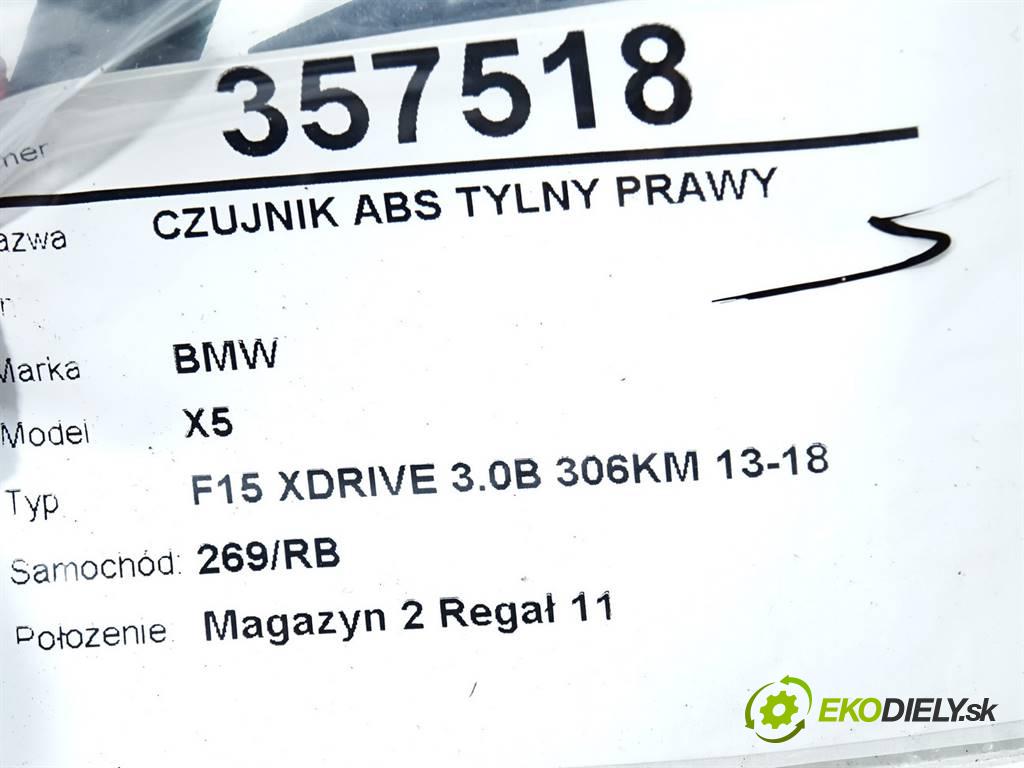 357518
mer
azwa CZUJNIK ABS TYLNY PRAWY
r
Marka BMW
Model X5
Typ F15 XDRIVE 3.0B 306KM 13-18
Samochód: 269/RB
Położenie: Magazyn 2 Regał 11
EKODIELY.sk